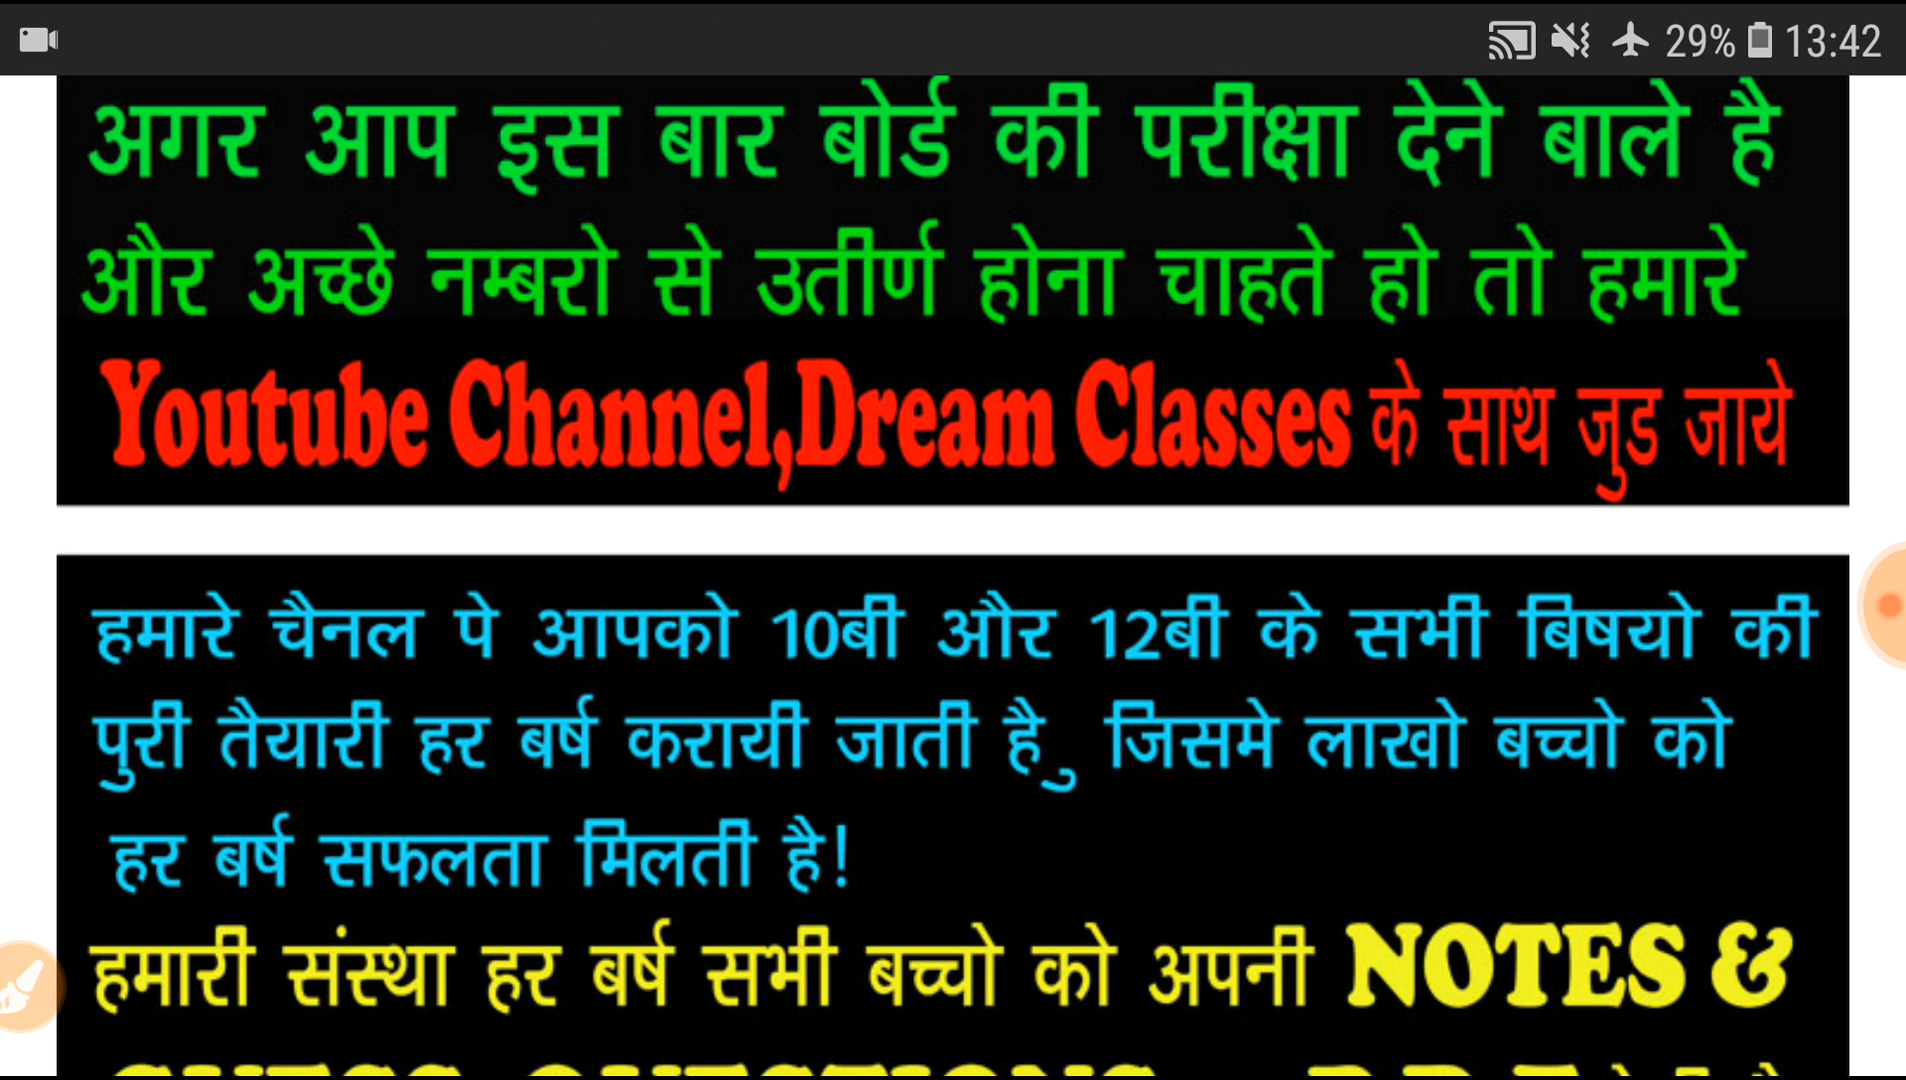 29% 13:42
अगर आप इस बार बोर्ड की परीक्षा देने बाले है
और अच्छे नम्बरो से उतीर्ण होना चाहते हो तो हमारे
Youtube Channel,Dream Classes के साथ जुड जाये
हमारे चैनल पे आपको 10बी और 12बी के सभी बिषयो की
पुरी तैयारी हर बर्ष करायी जाती है ु जिसमे लाखो बच्चो को
हर बर्ष सफलता मिलती है!
हमारी संस्था हर बर्ष सभी बच्चो को अपनी NOTES &